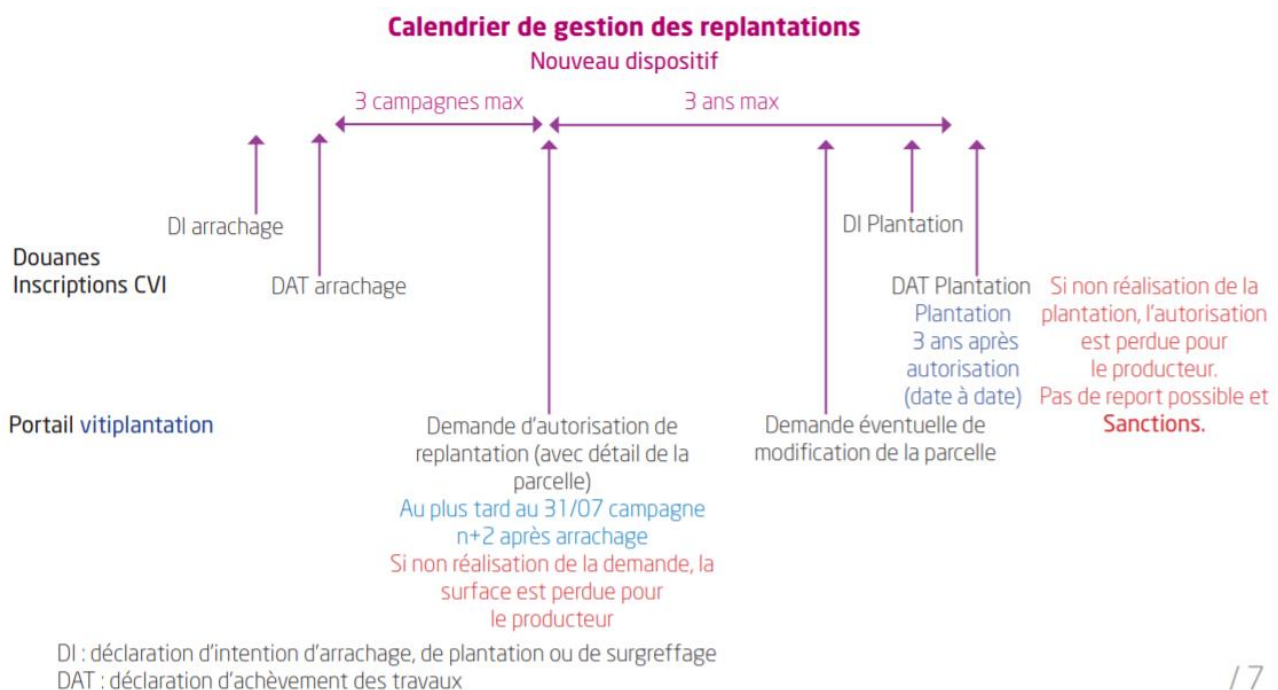 Calendrier de gestion des replantations
Nouveau dispositif
3 campagnes max
3 ans max
DI arrachage
DI Plantation
Douanes
Inscriptions CVI
DAT arrachage
DAT Plantation
Plantation
3 ans après
autorisation
(date à date)
Si non réalisation de la
plantation, l'autorisation
est perdue pour
le producteur.
Pas de report possible et
Sanctions.
Portail vitiplantation
Demande d'autorisation de
replantation (avec détail de la
parcelle)
Au plus tard au 31/07 campagne
n+2 après arrachage
Si non réalisation de la demande, la
surface est perdue pour
le producteur
Demande éventuelle de
modification de la parcelle
DI : déclaration d'intention d'arrachage, de plantation ou de surgreffage
DAT : déclaration d'achèvement des travaux
/ 7